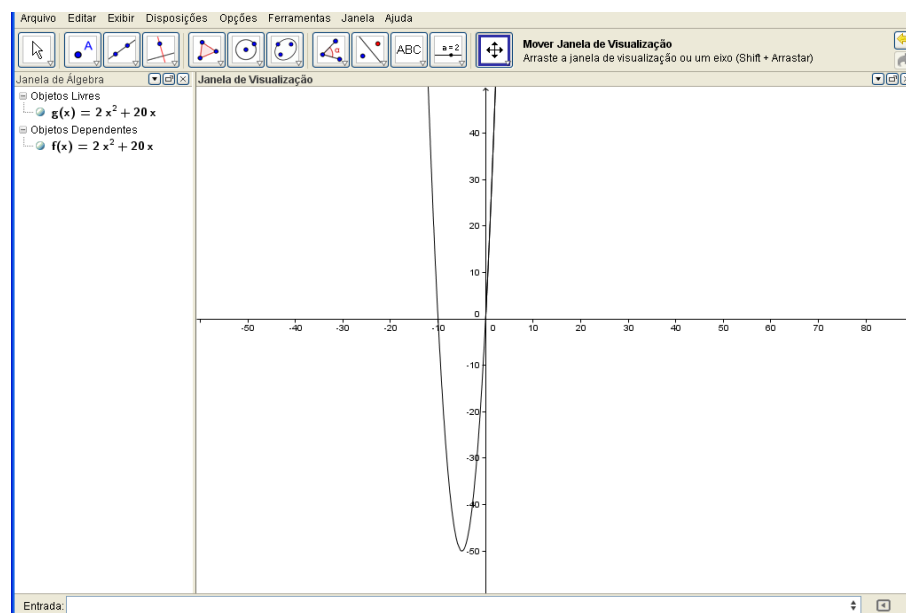 Arquivo Editar Exibir Disposições Opções Ferramentas Janela Ajuda
A
α
ABC
a=2
Mover Janela de Visualização
Arraste a janela de visualização ou um eixo (Shift + Arrastar)
Janela de Álgebra
Janela de Visualização
Objetos Livres
g(x) = 2 x² + 20 x
Objetos Dependentes
f(x) = 2 x² + 20 x
40
30
20
10
0
-50 -40 -30 -20 -10 0 10 20 30 40 50 60 70 80
-10
-20
-30
-40
-50
Entrada: